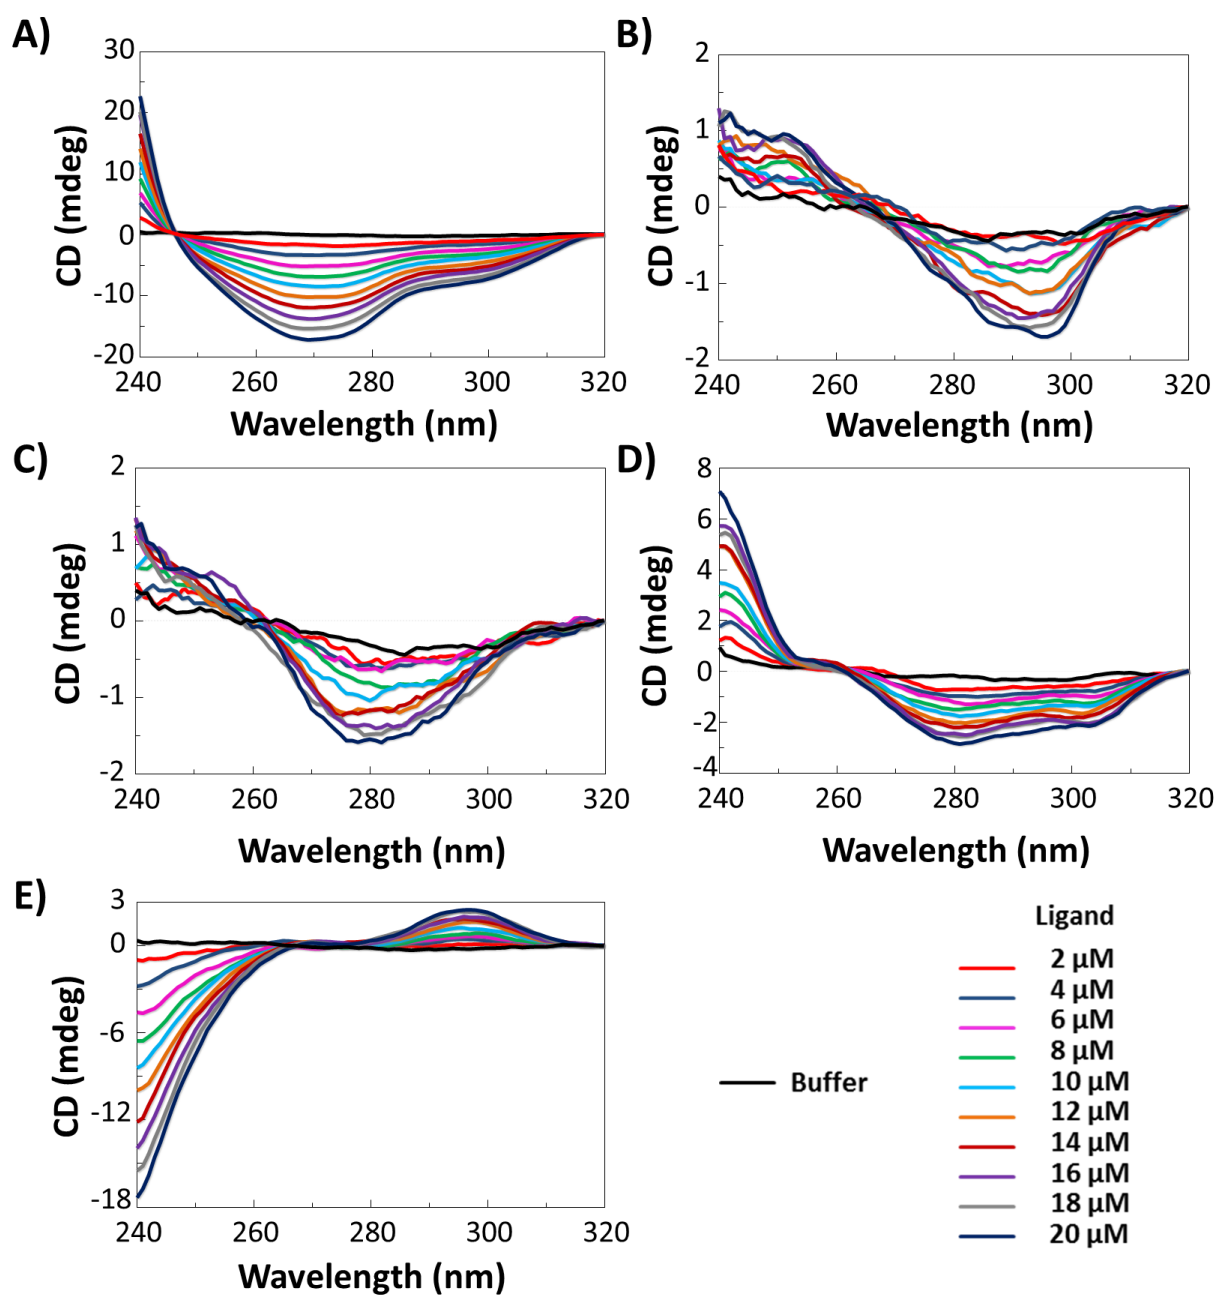 A)
30
20
10
0
-10
-20
240
260
280
300
320
CD (mdeg)
Wavelength (nm)
B)
2
1
0
-1
-2
240
260
280
300
320
CD (mdeg)
Wavelength (nm)
C)
2
1
0
-1
-2
240
260
280
300
320
CD (mdeg)
Wavelength (nm)
D)
8
6
4
2
0
-2
-4
240
260
280
300
320
CD (mdeg)
Wavelength (nm)
E)
3
0
-6
-12
-18
240
260
280
300
320
CD (mdeg)
Wavelength (nm)
Buffer
Ligand
2 µM
4 µM
6 µM
8 µM
10 µM
12 µM
14 µM
16 µM
18 µM
20 µM